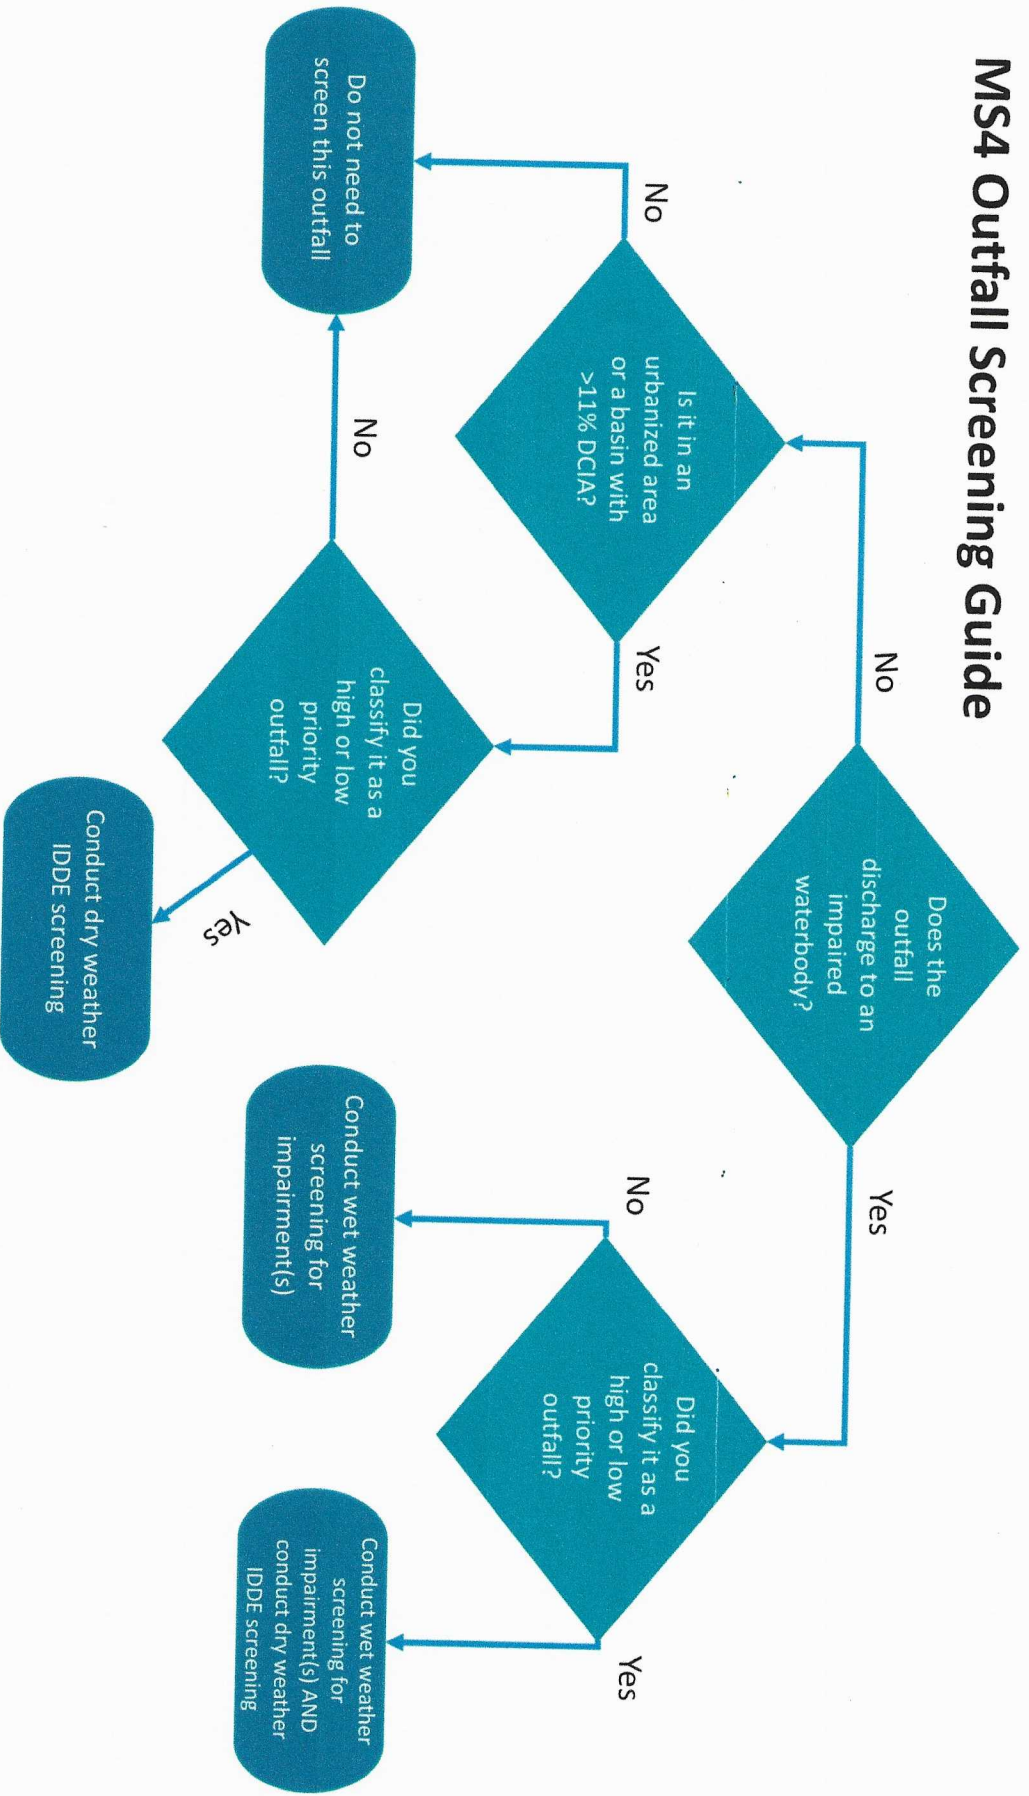 MS4 Outfall Screening Guide
Does the
outfall
discharge to an
impaired
waterbody?
No
Yes
Is it in an
urbanized area
or a basin with
>11% DCIA?
No
Yes
Did you
classify it as a
high or low
priority
outfall?
No
Yes
Do not need to
screen this outfall
Conduct dry weather
IDDE screening
Did you
classify it as a
high or low
priority
outfall?
No
Yes
Conduct wet weather
screening for
impairment(s)
Conduct wet weather
screening for
impairment(s) AND
conduct dry weather
IDDE screening